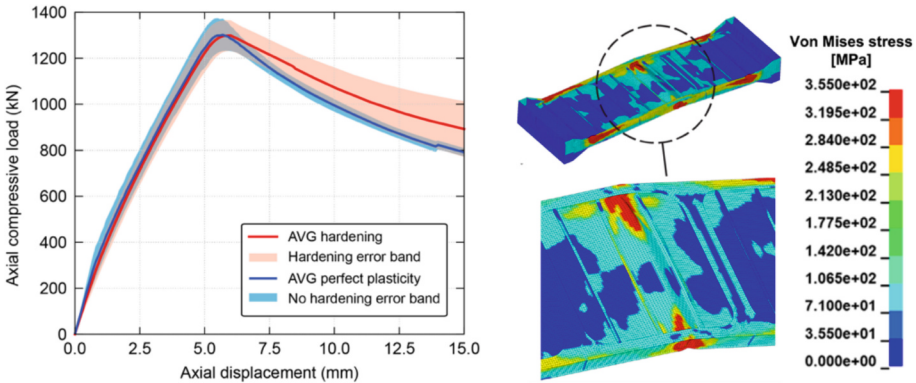 1400
1200
1000
800
600
400
200
0
Axial compressive load (kN)
0.0
2.5
5.0
7.5
10.0
12.5
15.0
Axial displacement (mm)
AVG hardening
Hardening error band
AVG perfect plasticity
No hardening error band
Von Mises stress
[MPa]
3.550e+02
3.195e+02
2.840e+02
2.485e+02
2.130e+02
1.775e+02
1.420e+02
1.065e+02
7.100e+01
3.550e+01
0.000e+00